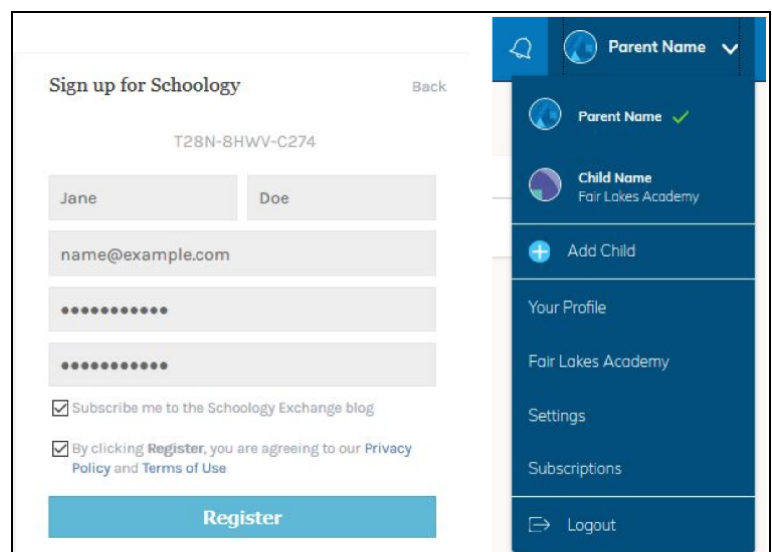 Sign up for Schoology
Back
T28N-8HWV-C274
Jane
Doe
name@example.com
•••••••••••
•••••••••••
Subscribe me to the Schoology Exchange blog
By clicking Register, you are agreeing to our Privacy
Policy and Terms of Use
Register
Parent Name
Parent Name
Child Name
Fair Lakes Academy
Add Child
Your Profile
Fair Lakes Academy
Settings
Subscriptions
Logout